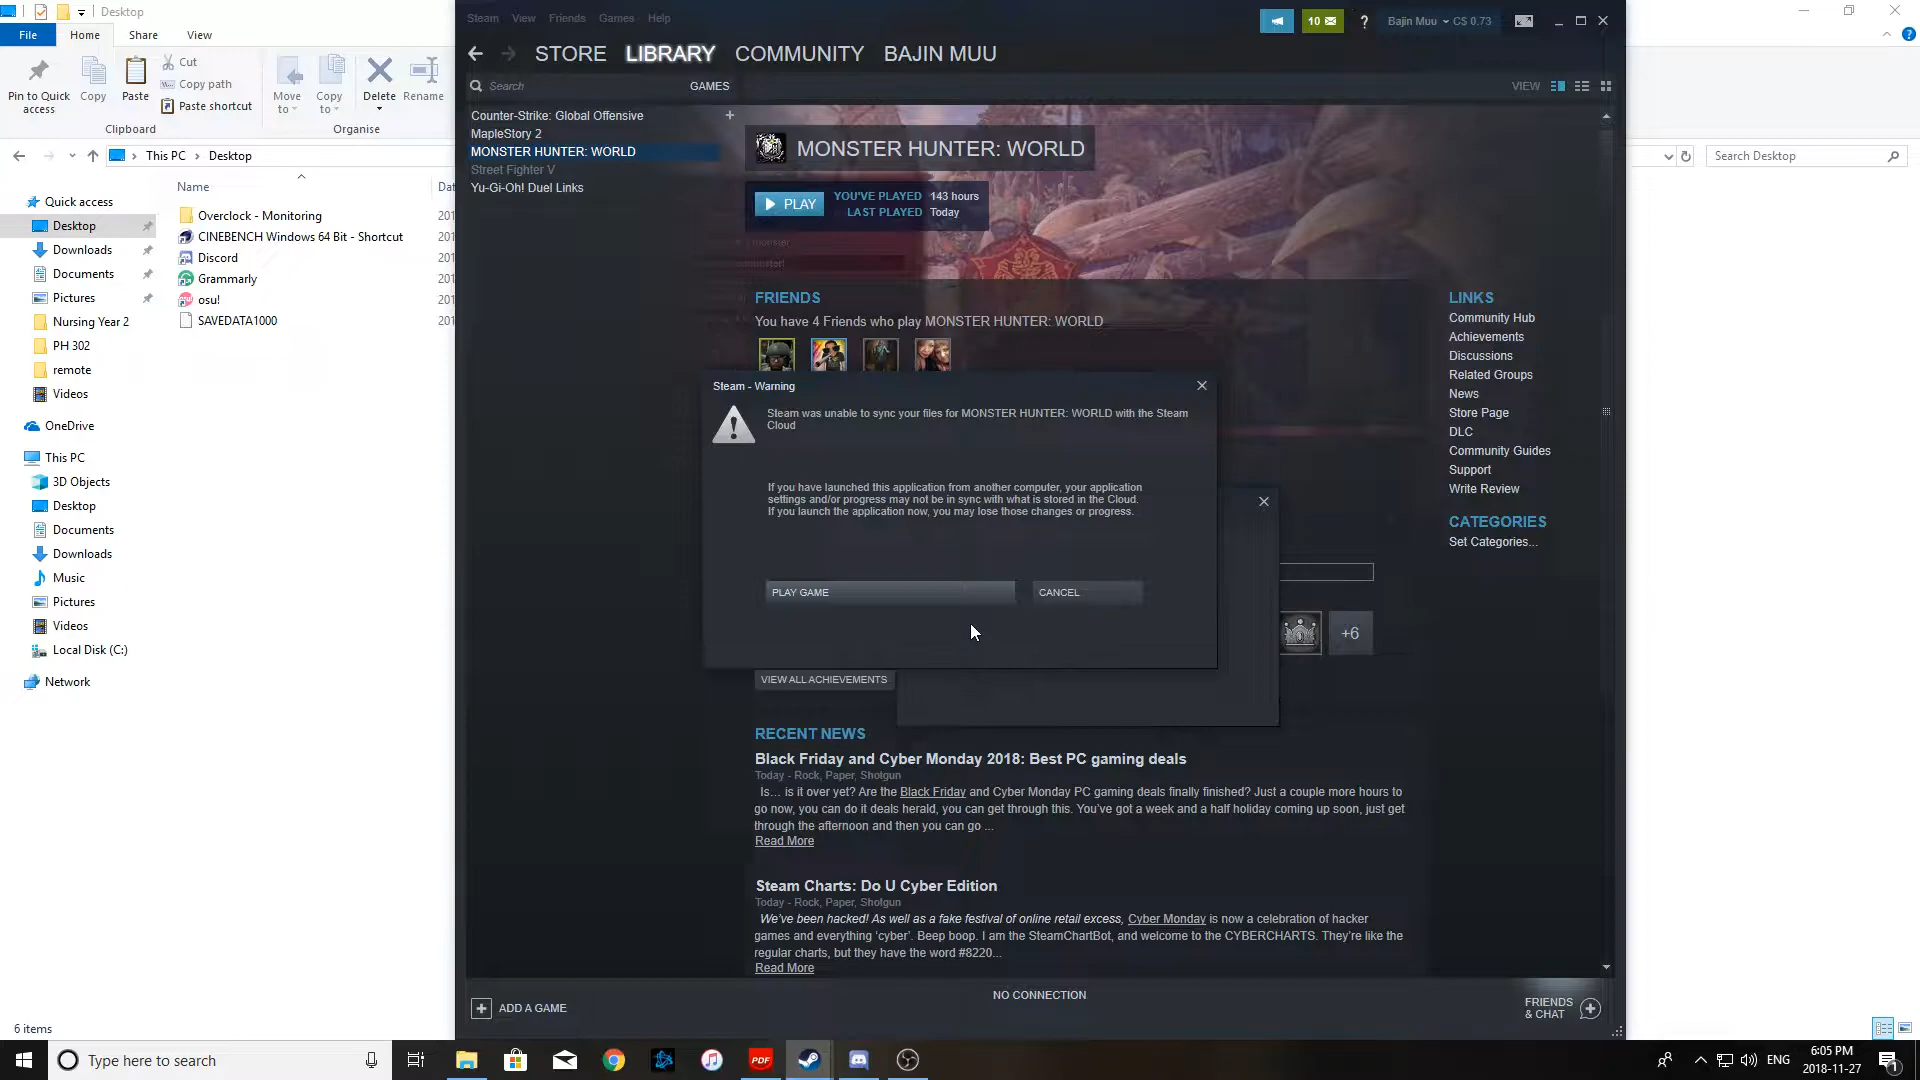 Desktop
File
Home
Share
View
Pin to Quick access
Copy
Paste
Cut
Copy path
Paste shortcut
Move to
Copy to
Delete
Rename
Clipboard
Organise
This PC
Desktop
Search Desktop
Name
Quick access
Desktop
Downloads
Documents
Pictures
Nursing Year 2
PH 302
remote
Videos
OneDrive
This PC
3D Objects
Desktop
Documents
Downloads
Music
Pictures
Videos
Local Disk (C:)
Network
Overclock - Monitoring
CINEBENCH Windows 64 Bit - Shortcut
Discord
Grammarly
osu!
SAVEDATA1000
6 items
Steam View Friends Games Help
10
?
Bajin Muu
C$ 0.73
STORE LIBRARY COMMUNITY BAJIN MUU
Search
GAMES
VIEW
Counter-Strike: Global Offensive
MapleStory 2
MONSTER HUNTER: WORLD
Street Fighter V
Yu-Gi-Oh! Duel Links
MONSTER HUNTER: WORLD
PLAY
YOU'VE PLAYED 143 hours
LAST PLAYED Today
FRIENDS
You have 4 Friends who play MONSTER HUNTER: WORLD
LINKS
Community Hub
Achievements
Discussions
Related Groups
News
Store Page
DLC
Community Guides
Support
Write Review
CATEGORIES
Set Categories...
Steam - Warning
Steam was unable to sync your files for MONSTER HUNTER: WORLD with the Steam
Cloud
If you have launched this application from another computer, your application
settings and/or progress may not be in sync with what is stored in the Cloud.
If you launch the application now, you may lose those changes or progress.
PLAY GAME
CANCEL
+6
VIEW ALL ACHIEVEMENTS
RECENT NEWS
Black Friday and Cyber Monday 2018: Best PC gaming deals
Today - Rock, Paper, Shotgun
Is… is it over yet? Are the Black Friday and Cyber Monday PC gaming deals finally finished? Just a couple more hours to
go now, you can do it deals herald, you can get through this. You've got a week and a half holiday coming up soon, just get
through the afternoon and then you can go ...
Read More
Steam Charts: Do U Cyber Edition
Today - Rock, Paper, Shotgun
We've been hacked! As well as a fake festival of online retail excess, Cyber Monday is now a celebration of hacker
games and everything 'cyber'. Beep boop. I am the SteamChartBot, and welcome to the CYBERCHARTS. They're like the
regular charts, but they have the word #8220...
Read More
ADD A GAME
NO CONNECTION
FRIENDS
& CHAT
Type here to search
PDF
ENG
6:05 PM
2018-11-27
1